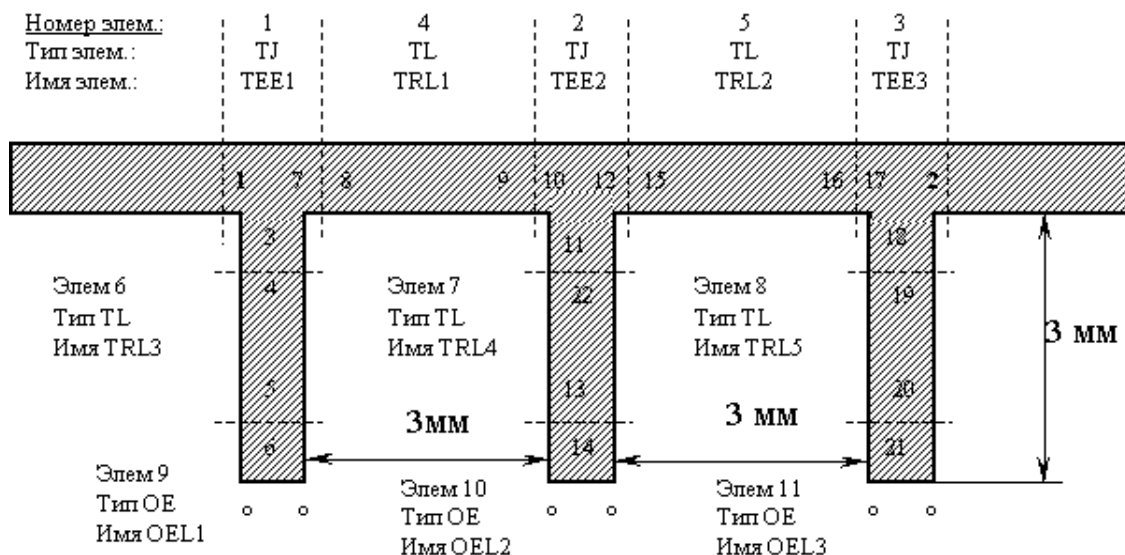 Номер элем.: 1 4 2 5 3
Тип элем.: TJ TL TJ TL TJ
Имя элем.: TEE1 TRL1 TEE2 TRL2 TEE3
1 7 8 9 10 12 15 16 17 2
3 11 18
Элем 6
Тип TL
Имя TRL3
4
Элем 7
Тип TL
Имя TRL4
22
Элем 8
Тип TL
Имя TRL5
19
3 мм
5 13 20
3мм
3 мм
6 14 21
Элем 9
Тип OE
Имя OEL1
Элем 10
Тип OE
Имя OEL2
Элем 11
Тип OE
Имя OEL3